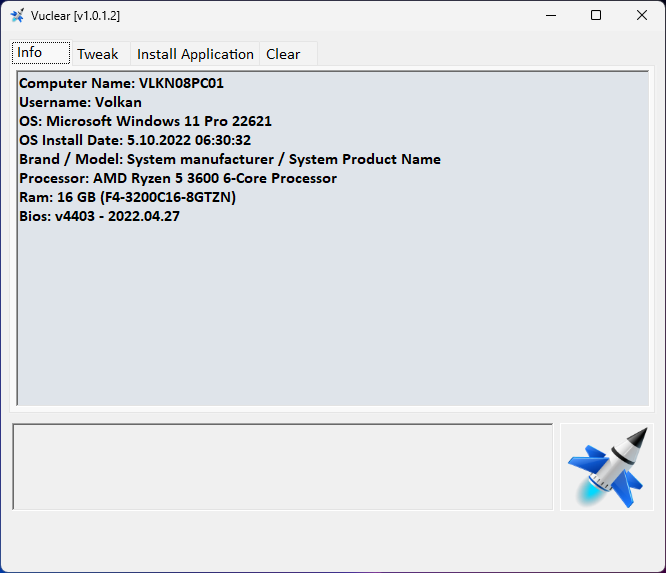 Vuclear [v1.0.1.2]
Info Tweak Install Application Clear
Computer Name: VLKN08PC01
Username: Volkan
OS: Microsoft Windows 11 Pro 22621
OS Install Date: 5.10.2022 06:30:32
Brand / Model: System manufacturer / System Product Name
Processor: AMD Ryzen 5 3600 6-Core Processor
Ram: 16 GB (F4-3200C16-8GTZN)
Bios: v4403 - 2022.04.27